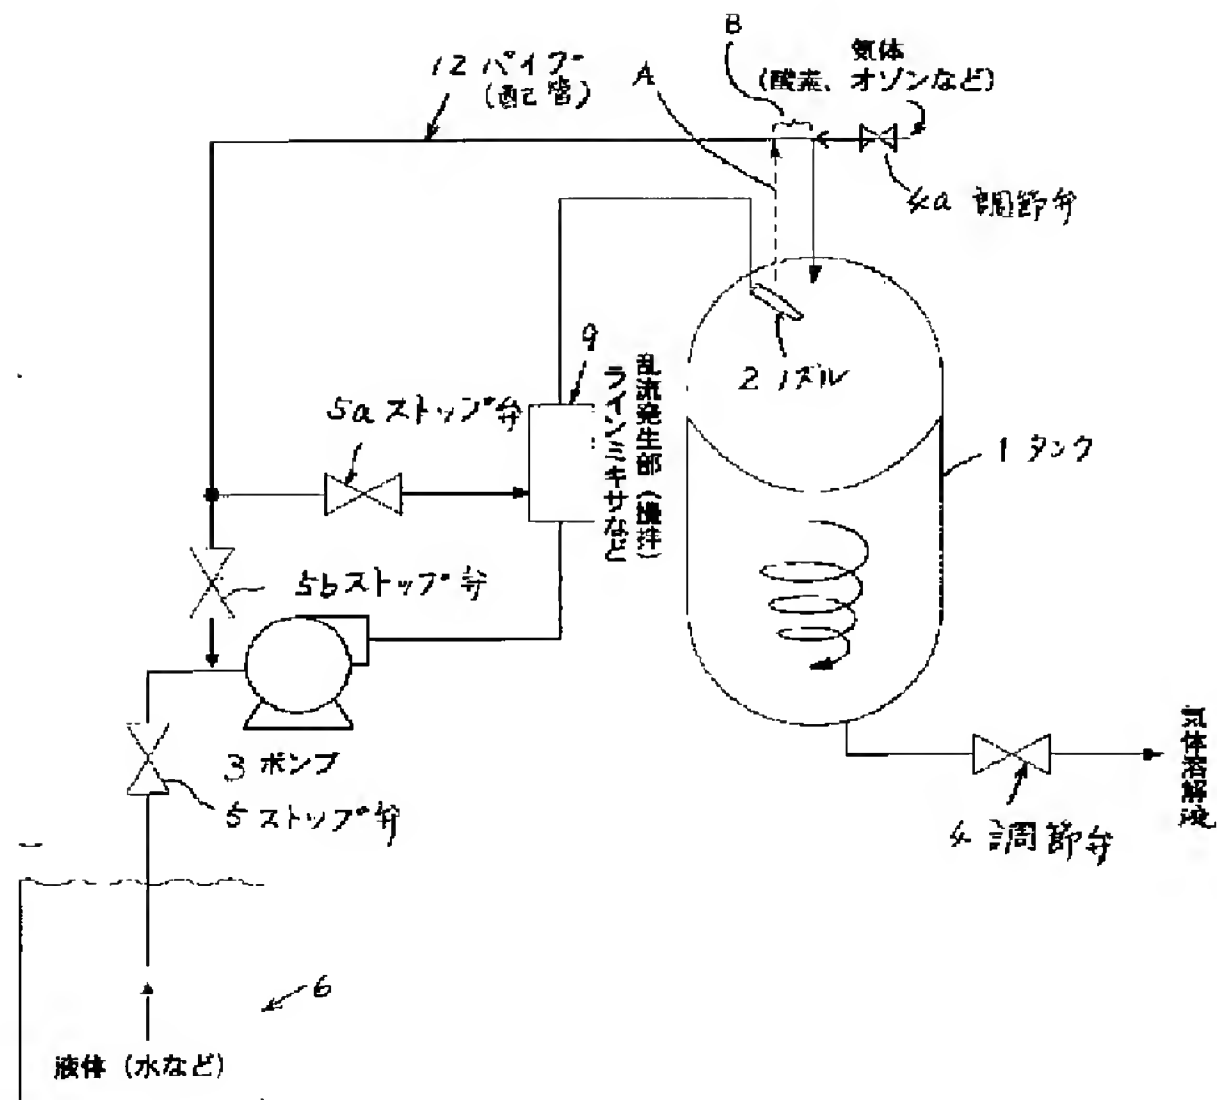 B
気体
(酸素、オゾンなど)
12 パイプ
(配管)
A
4a 調節弁
9
2 ノズル
乱流発生部(攪拌)
ラインミキサなど
5a ストップ弁
1 タンク
5b ストップ弁
3 ポンプ
5 ストップ弁
気体溶解液
4 調節弁
6
液体(水など)